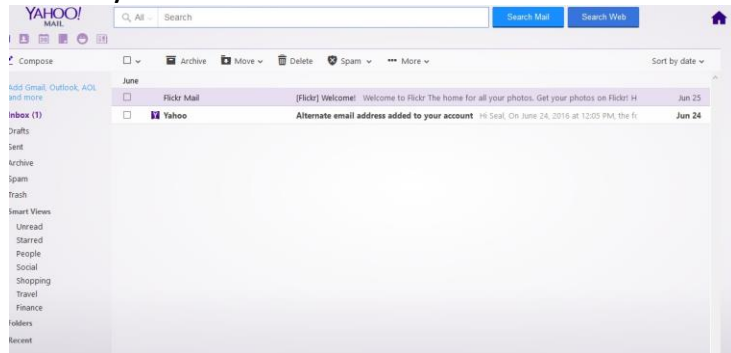 YAHOO!
MAIL
All Search Search Mail Search Web
Compose Archive Move Delete Spam More Sort by date
Add Gmail, Outlook, AOL
and more
June
Flickr Mail [Flickr] Welcome! Welcome to Flickr The home for all your photos. Get your photos on Flickr! H Jun 25
Inbox (1)
Yahoo Alternate email address added to your account Hi Seal, On June 24, 2016 at 12:05 PM, the Jun 24
Drafts
Sent
Archive
Spam
Trash
Smart Views
Unread
Starred
People
Social
Shopping
Travel
Finance
Folders
Recent